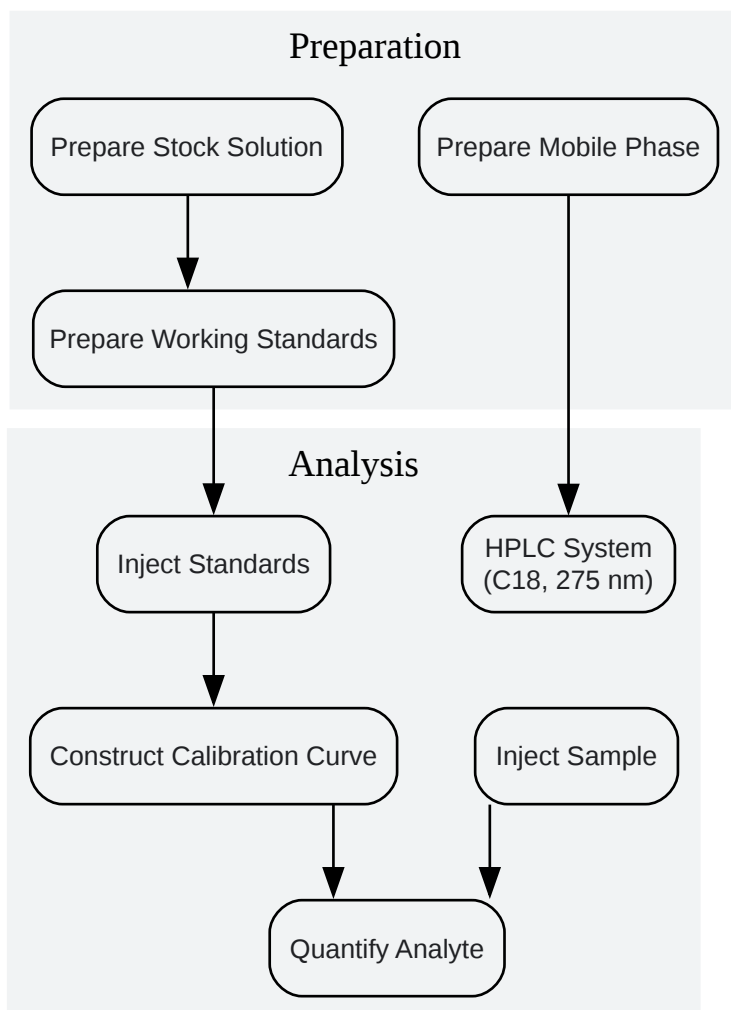 Preparation
Prepare Stock Solution
Prepare Mobile Phase
Prepare Working Standards
Analysis
Inject Standards
HPLC System
(C18, 275 nm)
Construct Calibration Curve
Inject Sample
Quantify Analyte